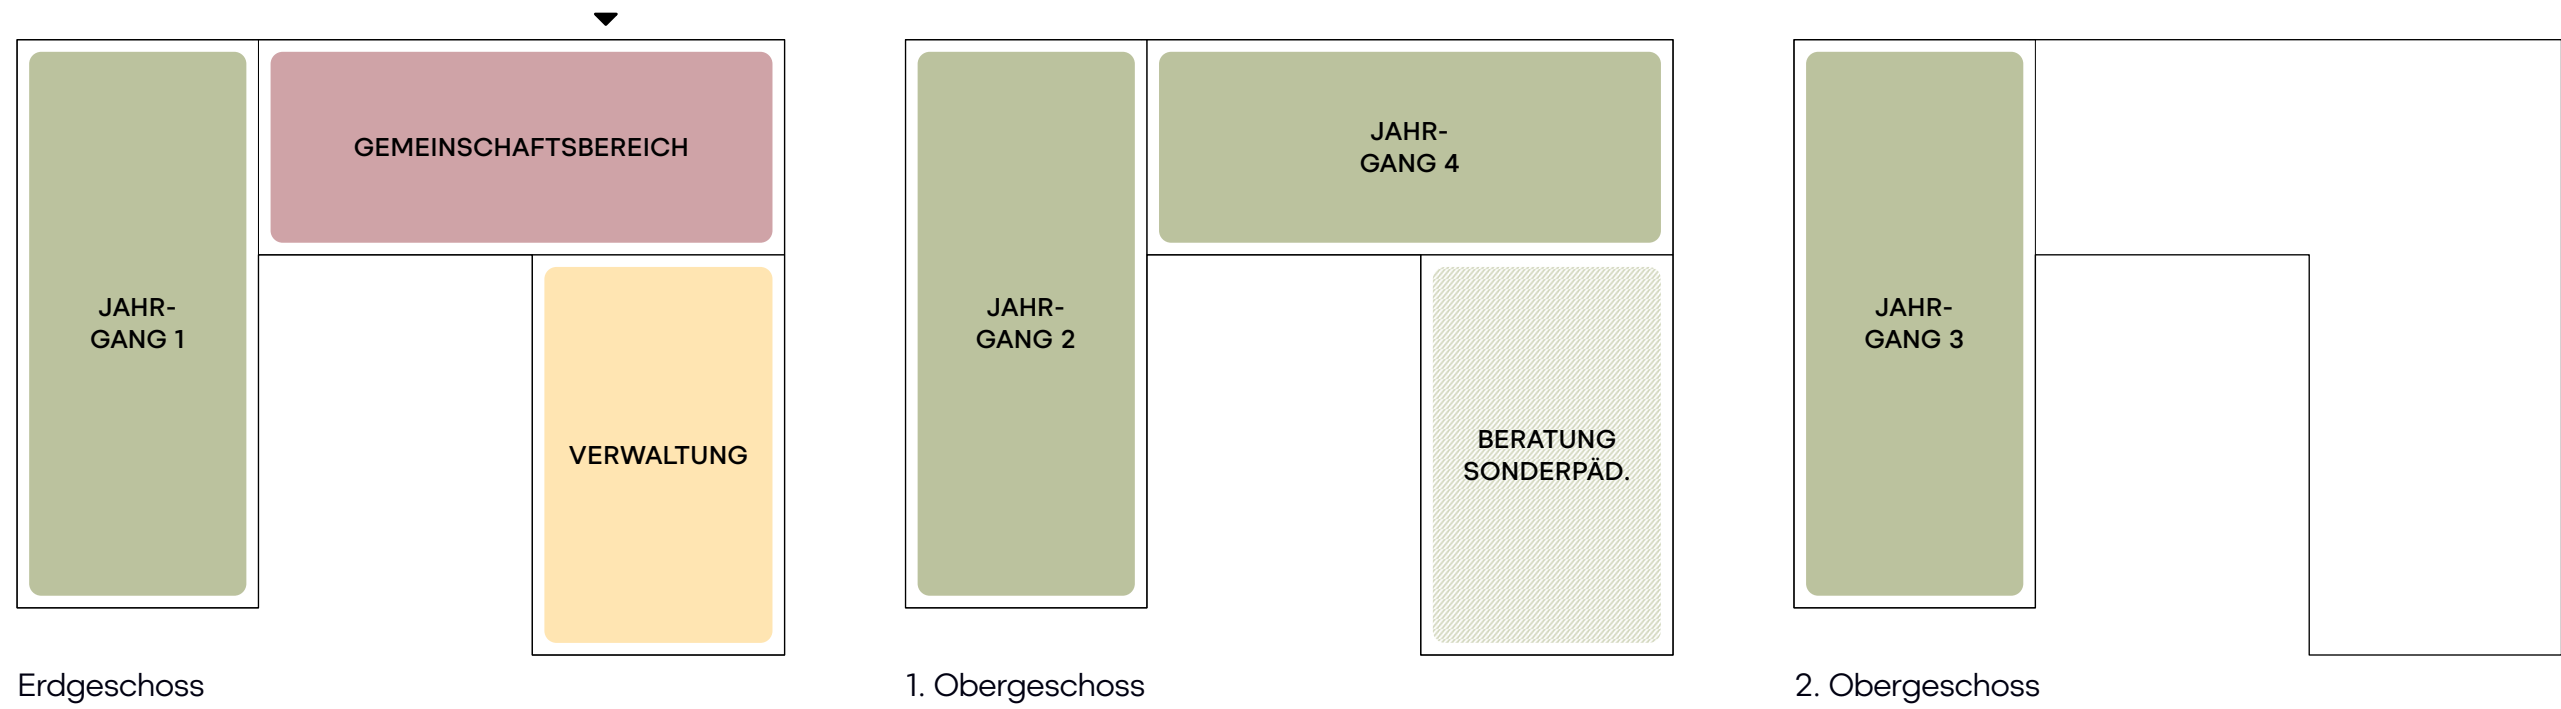 GEMEINSCHAFTSBEREICH
JAHR-
GANG 1
VERWALTUNG
Erdgeschoss
JAHR-
GANG 4
JAHR-
GANG 2
BERATUNG
SONDERPÄD.
1. Obergeschoss
JAHR-
GANG 3
2. Obergeschoss